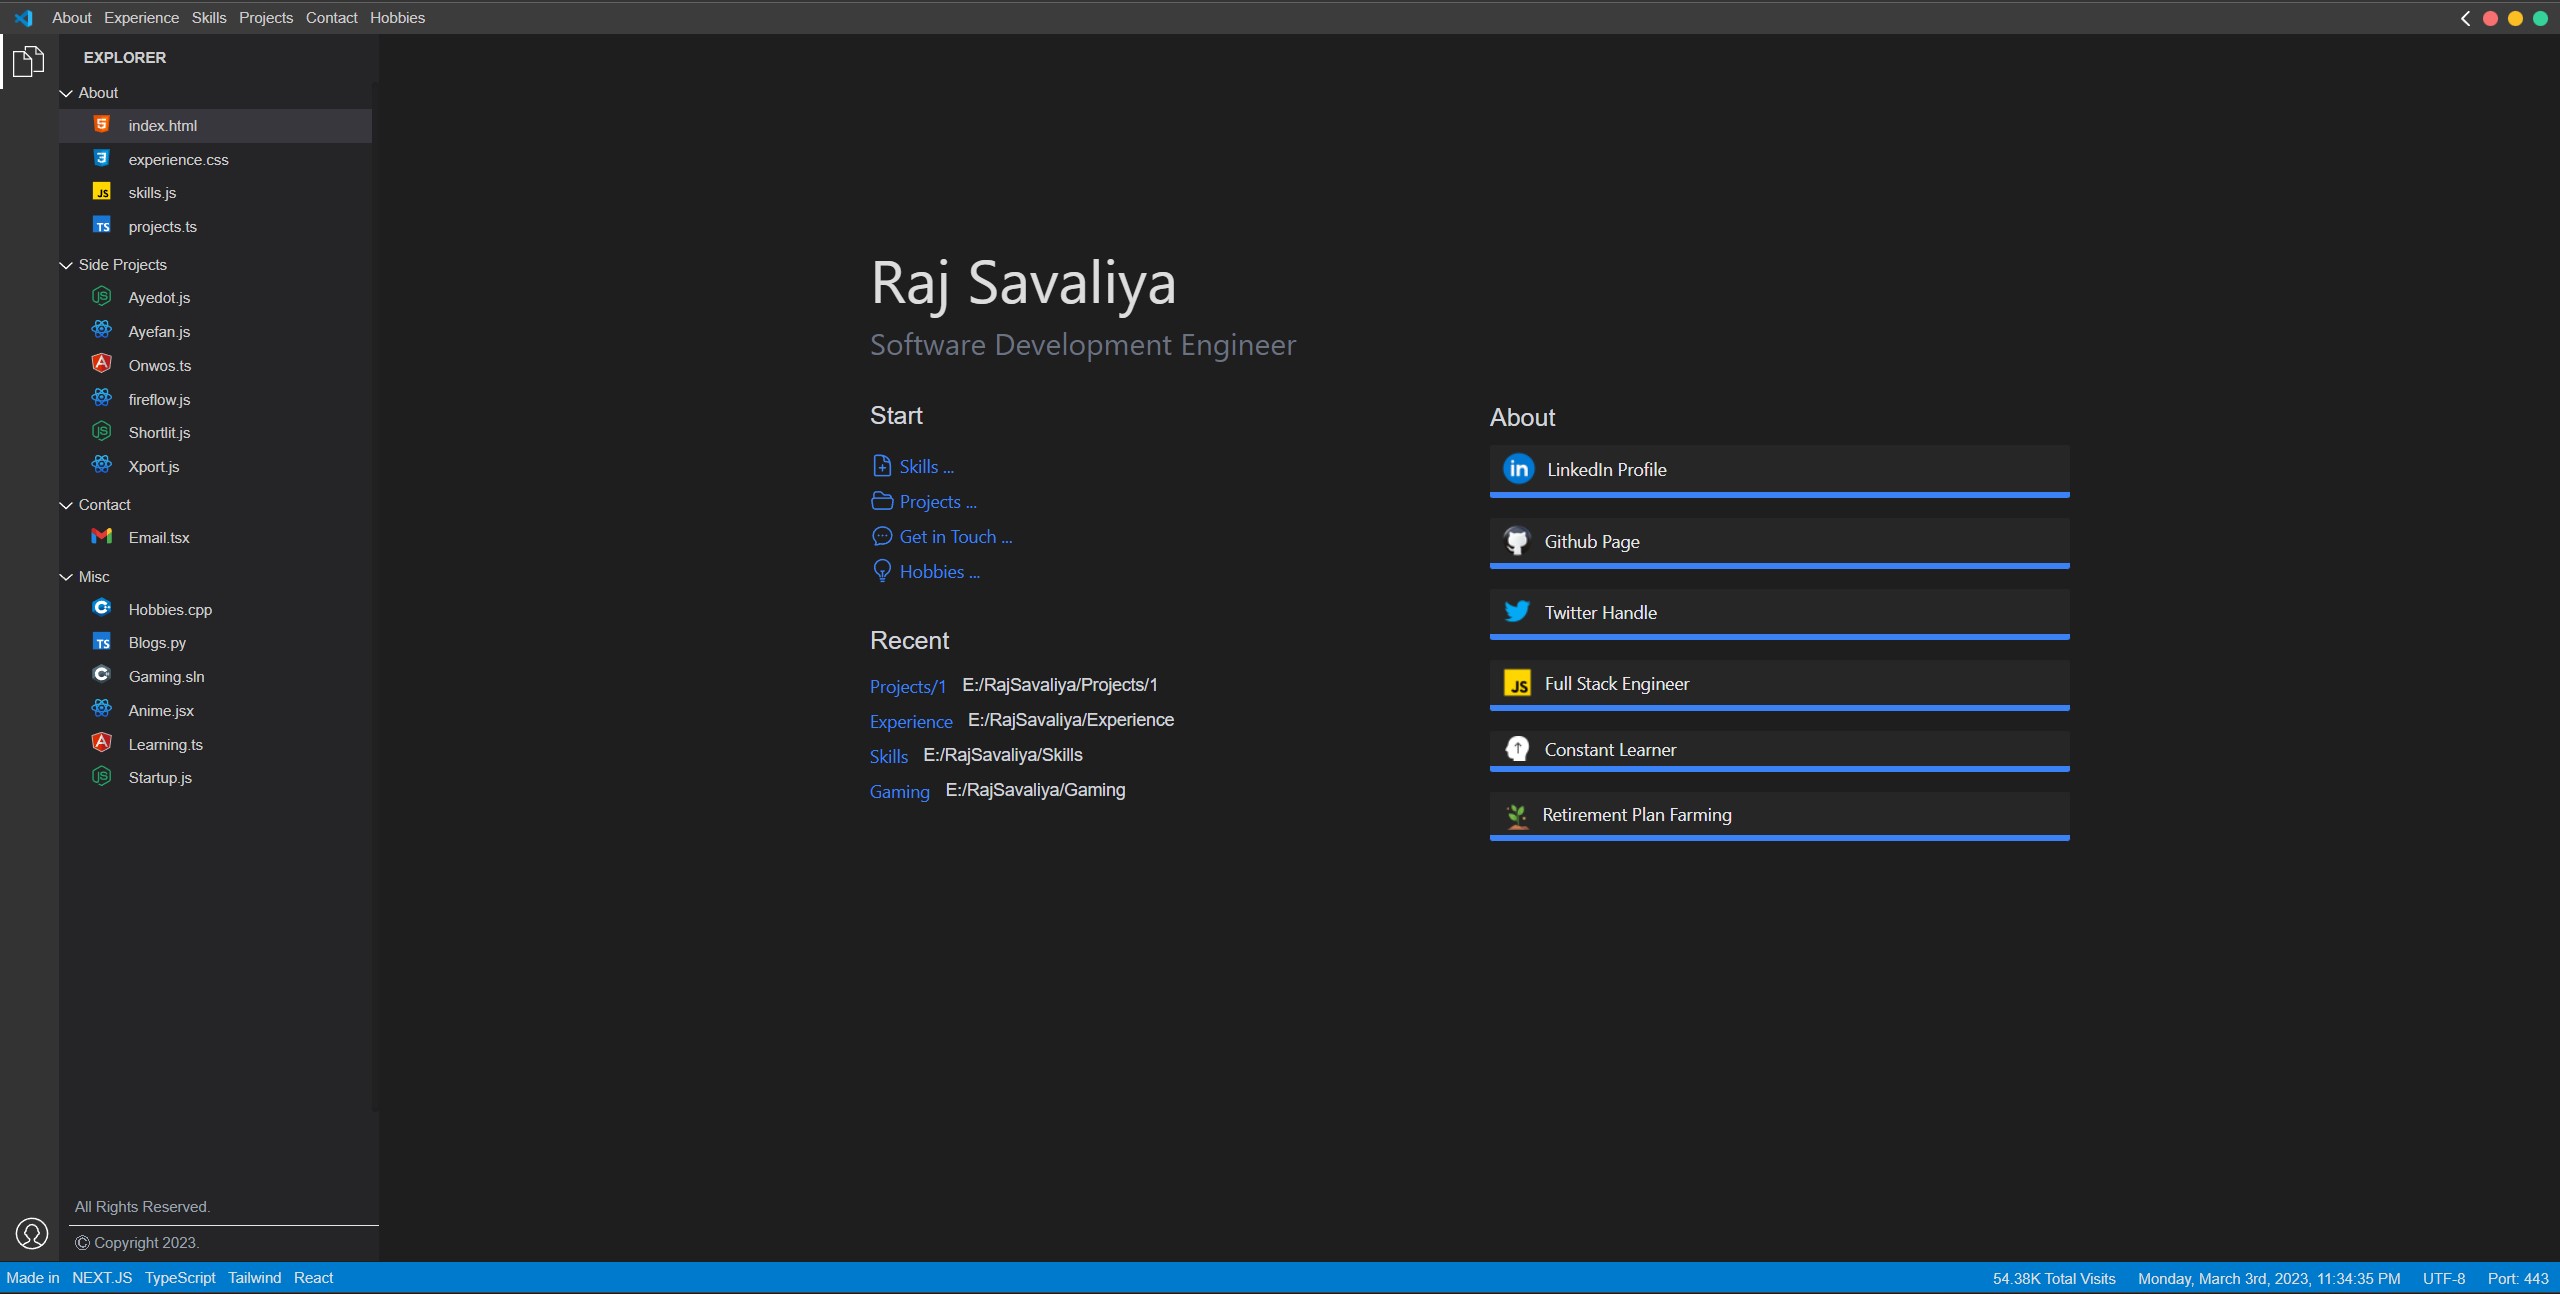 About Experience Skills Projects Contact Hobbies
EXPLORER
About
index.html
experience.css
JS skills.js
TS projects.ts
Side Projects
JS Ayedot.js
Ayefan.js
A Onwos.ts
fireflow.js
JS Shortlit.js
Xport.js
Contact
Email.tsx
Misc
Hobbies.cpp
TS Blogs.py
Gaming.sln
Anime.jsx
A Learning.ts
JS Startup.js
All Rights Reserved.
© Copyright 2023.
Raj Savaliya
Software Development Engineer
Start
Skills ...
Projects ...
Get in Touch ...
Hobbies ...
Recent
Projects/1 E:/RajSavaliya/Projects/1
Experience E:/RajSavaliya/Experience
Skills E:/RajSavaliya/Skills
Gaming E:/RajSavaliya/Gaming
About
in LinkedIn Profile
Github Page
Twitter Handle
JS Full Stack Engineer
Constant Learner
Retirement Plan Farming
Made in NEXT.JS TypeScript Tailwind React
54.38K Total Visits Monday, March 3rd, 2023, 11:34:35 PM UTF-8 Port: 443